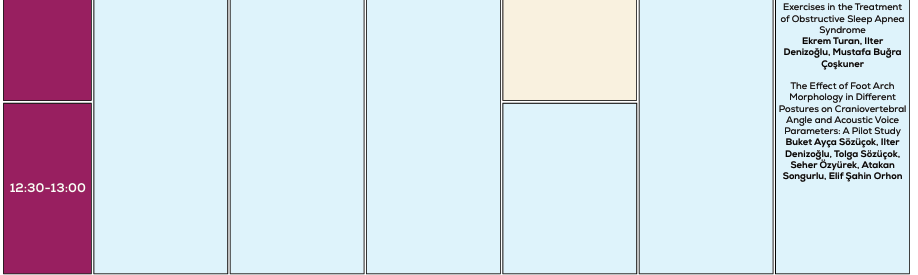 Exercises in the Treatment
of Obstructive Sleep Apnea
Syndrome
Ekrem Turan, Ilter
Denizoğlu, Mustafa Buğra
Çoşkuner
The Effect of Foot Arch
Morphology in Different
Postures on Craniovertebral
Angle and Acoustic Voice
Parameters: A Pilot Study
Buket Ayça Sözüçok, Ilter
Denizoğlu, Tolga Sözüçok,
Seher Özyürek, Atakan
Songurlu, Elif Şahin Orhon
12:30-13:00